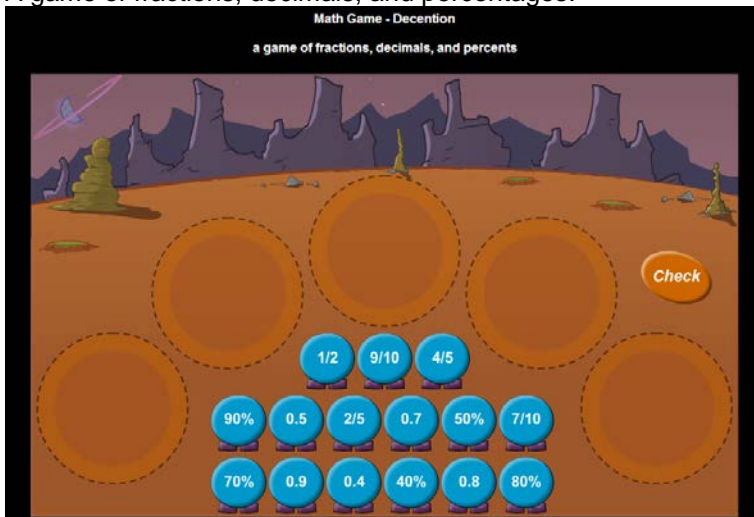 A game of fractions, decimals, and percentages.
Math Game - Decention
a game of fractions, decimals, and percents
Check
1/2 9/10 4/5
90% 0.5 2/5 0.7 50% 7/10
70% 0.9 0.4 40% 0.8 80%